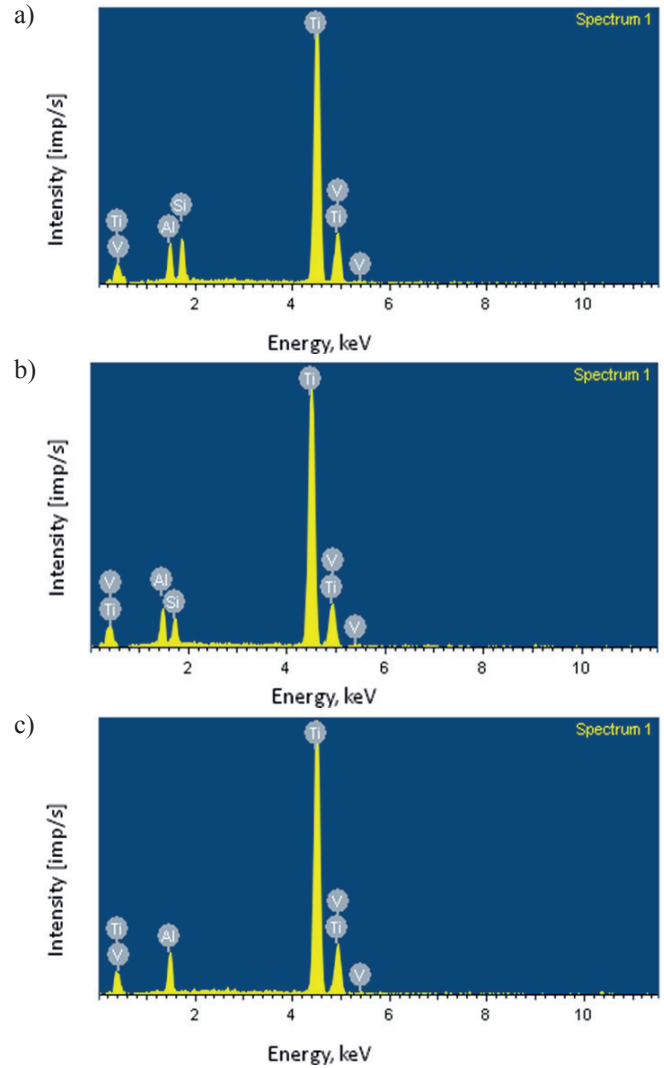 a)
Spectrum 1
Intensity [imp/s]
Ti
Ti
V
Al
Si
V
Ti
V
2 4 6 8 10
Energy, keV
b)
Spectrum 1
Intensity [imp/s]
Ti
V
Ti
Al
Si
V
Ti
V
2 4 6 8 10
Energy, keV
c)
Spectrum 1
Intensity [imp/s]
Ti
Ti
V
Al
V
Ti
V
2 4 6 8 10
Energy, keV